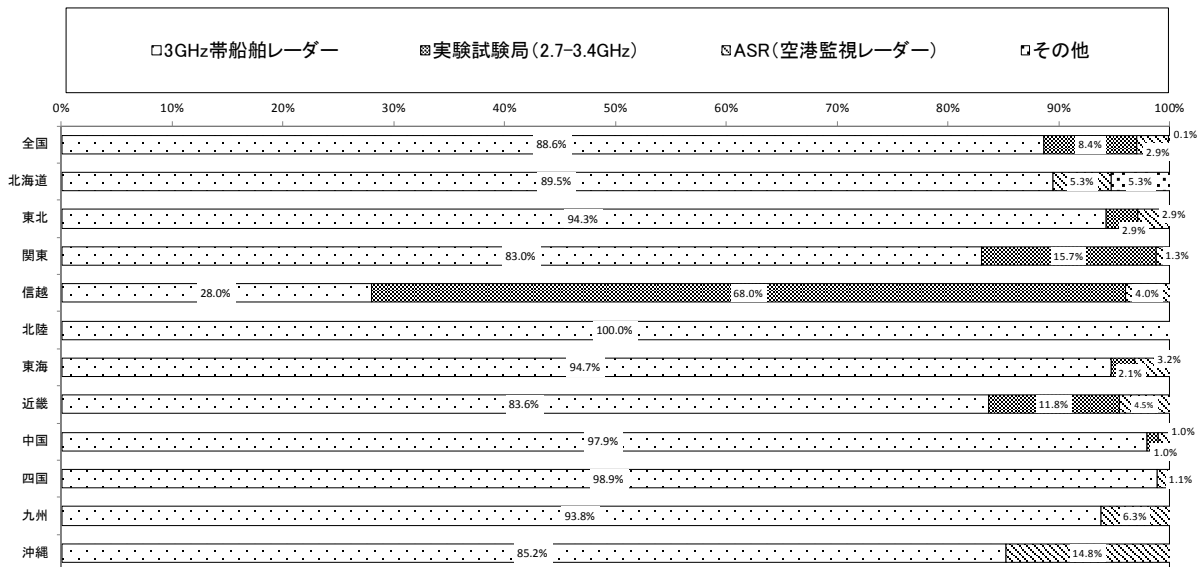 3GHz帯船舶レーダー 実験試験局(2.7-3.4GHz) ASR(空港監視レーダー) その他
0% 10% 20% 30% 40% 50% 60% 70% 80% 90% 100%
全国 88.6% 8.4% 2.9% 0.1%
北海道 89.5% 5.3% 5.3%
東北 94.3% 2.9% 2.9%
関東 83.0% 15.7% 1.3%
信越 28.0% 68.0% 4.0%
北陸 100.0%
東海 94.7% 2.1% 3.2%
近畿 83.6% 11.8% 4.5%
中国 97.9% 1.0% 1.0%
四国 98.9% 1.1%
九州 93.8% 6.3%
沖縄 85.2% 14.8%